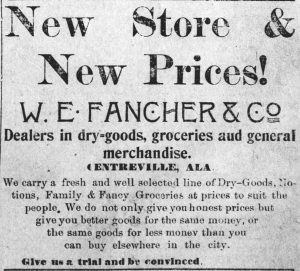 New Store &
New Prices!
W. E. FANCHER & Co
Dealers in dry-goods, groceries aud general
merchandise.
CENTREVILLE, ALA
We carry a fresh and well selected line of Dry-Goods, No-
tions, Family & Fancy Groceries at prices to suit the
people. We do not only give you honest prices but
give you better goods for the same money, or
the same goods for less money than you
can buy elsewhere in the city.
Give us a trial and be convinced.